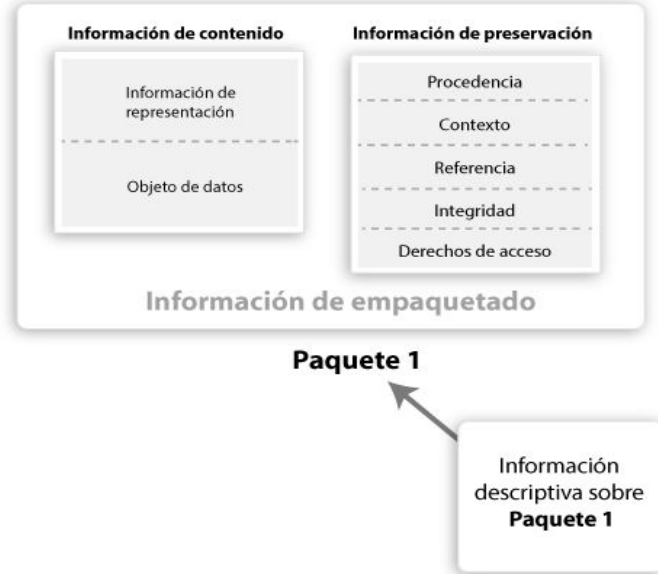 Información de contenido
Información de
representación
Objeto de datos
Información de preservación
Procedencia
Contexto
Referencia
Integridad
Derechos de acceso
Información de empaquetado
Paquete 1
Información
descriptiva sobre
Paquete 1